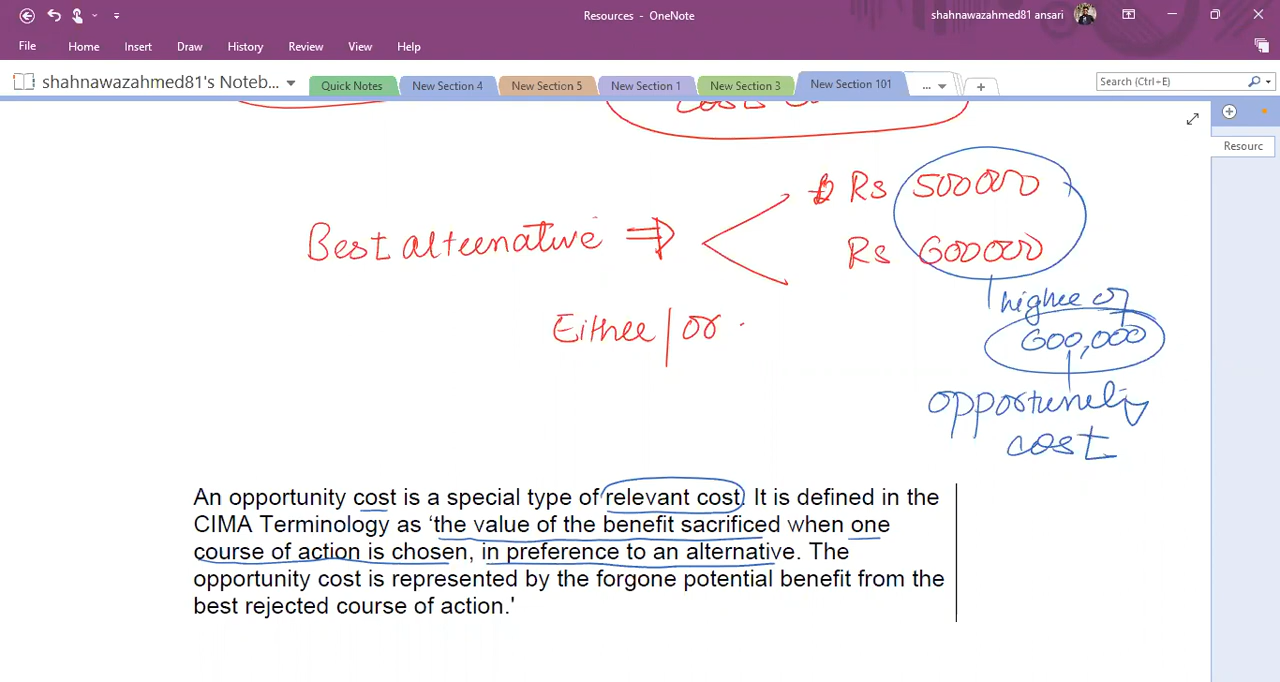 Resources - OneNote
shahnawazahmed81 ansari
File Home Insert Draw History Review View Help
shahnawazahmed81's Noteb... Quick Notes New Section 4 New Section 5 New Section 1 New Section 3 New Section 101 ... + Search (Ctrl+E)
Resourc
Rs 500000
Best alternative ⇒
Rs 600000
higher of
Either / or
600,000
opportunity
cost
An opportunity cost is a special type of relevant cost. It is defined in the
CIMA Terminology as ‘the value of the benefit sacrificed when one
course of action is chosen, in preference to an alternative. The
opportunity cost is represented by the forgone potential benefit from the
best rejected course of action.'